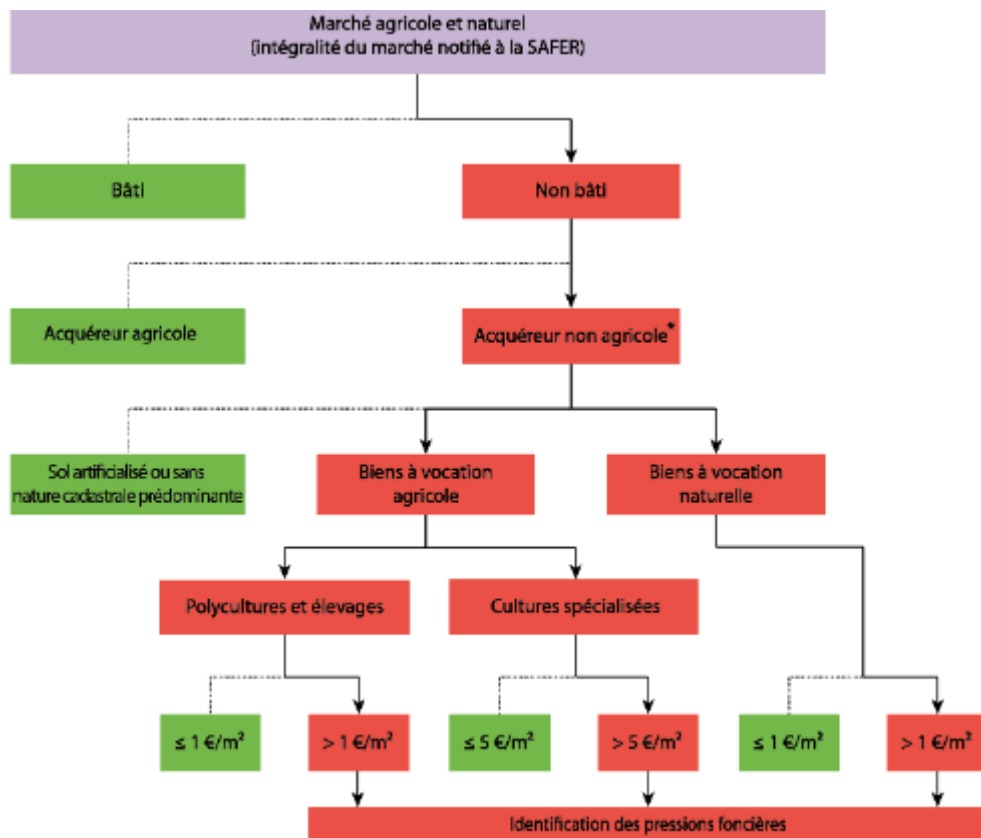 Marché agricole et naturel
(intégralité du marché notifié à la SAFER)
Bâti
Non bâti
Acquéreur agricole
Acquéreur non agricole*
Sol artificialisé ou sans
nature cadastrale prédominante
Biens à vocation
agricole
Biens à vocation
naturelle
Polycultures et élevages
Cultures spécialisées
≤ 1 €/m²
> 1 €/m²
≤ 5 €/m²
> 5 €/m²
≤ 1 €/m²
> 1 €/m²
Identification des pressions foncières